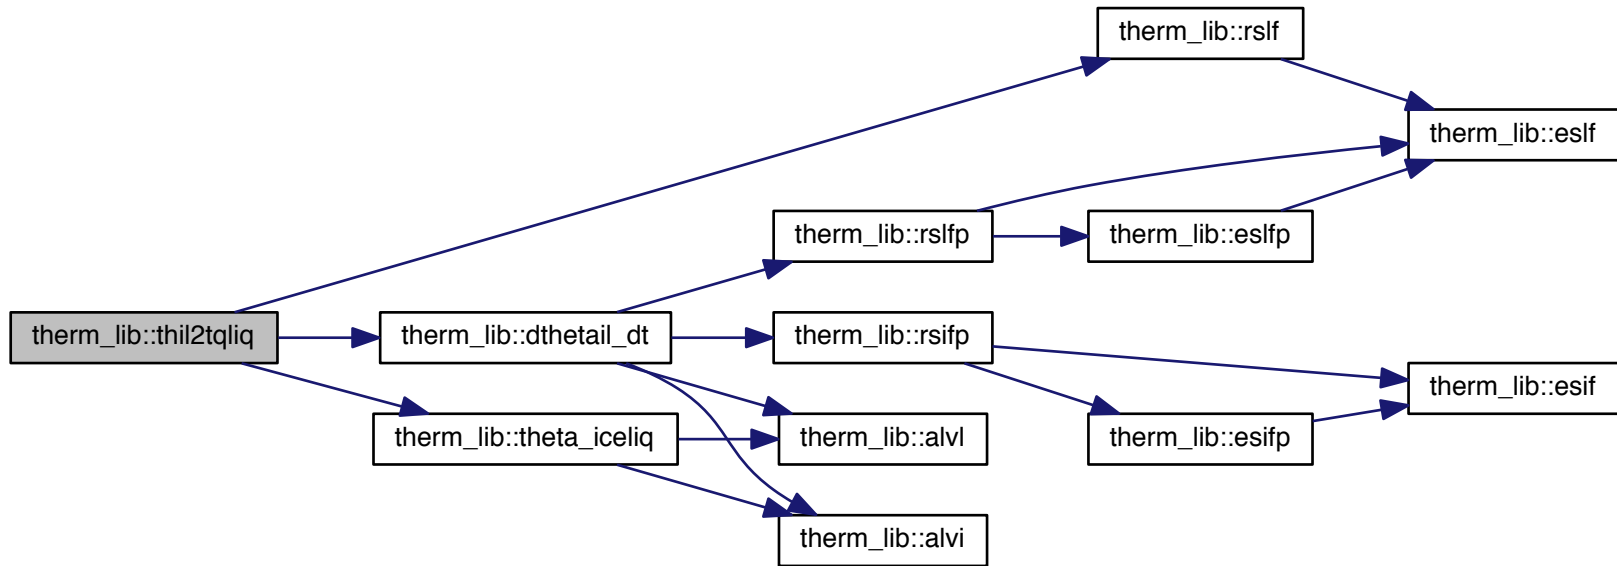 therm_lib::rslf
therm_lib::eslf
therm_lib::rslfp
therm_lib::eslfp
therm_lib::thil2tqliq
therm_lib::dthetail_dt
therm_lib::rsifp
therm_lib::esif
therm_lib::theta_iceliq
therm_lib::alvl
therm_lib::esifp
therm_lib::alvi